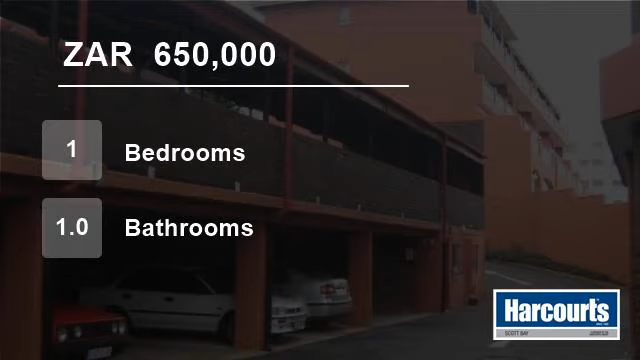 ZAR 650,000
1 Bedrooms
1.0 Bathrooms
Harcourts
SCOTT BAY